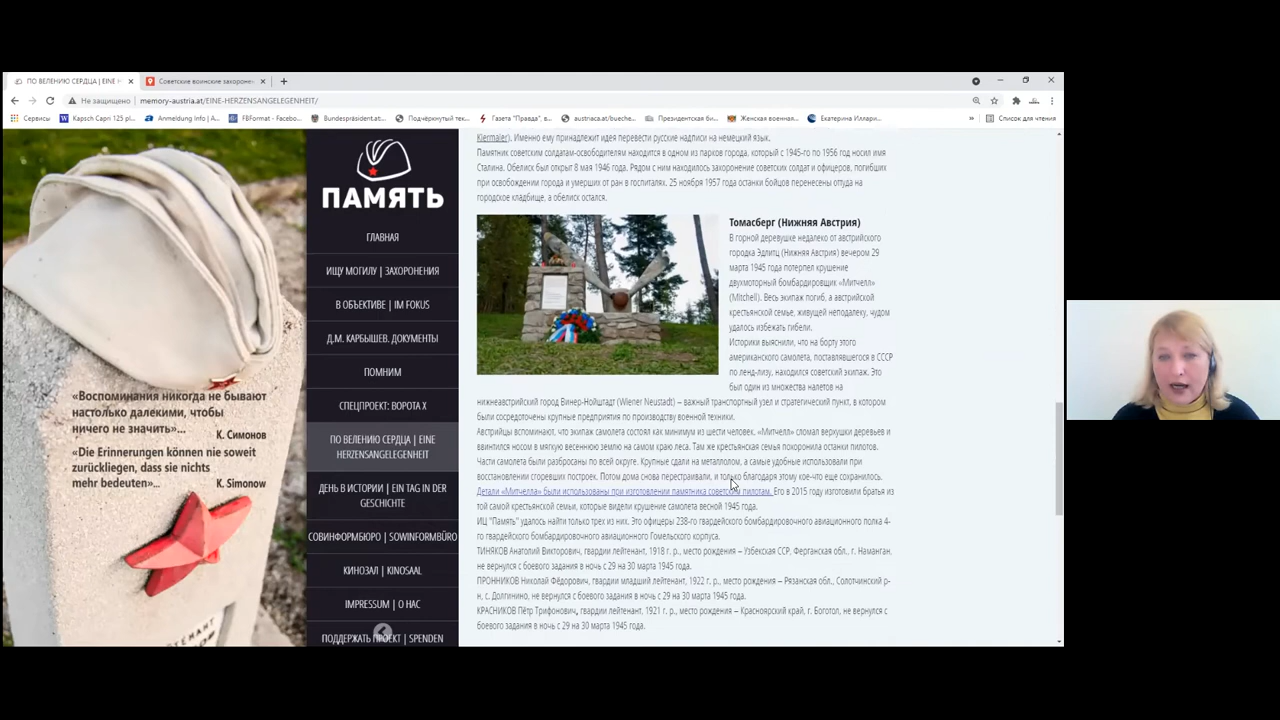 ПО ВЕЛЕНИЮ СЕРДЦА | EINE H
Советские воинские захороне
Не защищено
memory-austria.at/EINE-HERZENSANGELEGENHEIT/
Сервисы
Kapsch Capri 125 pl...
Anmeldung Info | A...
FBFormat - Facebo...
Bundespräsident.at...
Подчёркнутый тек...
Газета "Правда", в...
austriaca.at/bueche...
Президентская би...
Женская военная...
Екатерина Иллари...
»
Список для чтения
«Воспоминания никогда не бывают
настолько далекими, чтобы
ничего не значить»...
К. Симонов
«Die Erinnerungen können nie soweit
zurückliegen, dass sie nichts
mehr bedeuten»...
K. Simonow
ПАМЯТЬ
ГЛАВНАЯ
ИЩУ МОГИЛУ | ЗАХОРОНЕНИЯ
В ОБЪЕКТИВЕ | IM FOKUS
Д.М. КАРБЫШЕВ. ДОКУМЕНТЫ
ПОМНИМ
СПЕЦПРОЕКТ: ВОРОТА X
ПО ВЕЛЕНИЮ СЕРДЦА | EINE
HERZENSANGELEGENHEIT
ДЕНЬ В ИСТОРИИ | EIN TAG IN DER
GESCHICHTE
СОВИНФОРМБЮРО | SOWINFORMBÜRO
КИНОЗАЛ | KINOSAAL
IMPRESSUM | О НАС
ПОДДЕРЖАТЬ ПРОЕКТ | SPENDEN
Klermaier). Именно ему принадлежит идея перевести русские надписи на немецкий язык.
Памятник советским солдатам-освободителям находится в одном из парков города, который с 1945-го по 1956 год носил имя
Сталина. Обелиск был открыт 8 мая 1946 года. Рядом с ним находилось захоронение советских солдат и офицеров, погибших
при освобождении города и умерших от ран в госпиталях. 25 ноября 1957 года останки бойцов перенесены оттуда на
городское кладбище, а обелиск остался.
Томасберг (Нижняя Австрия)
В горной деревушке недалеко от австрийского
городка Эдлитц (Нижняя Австрия) вечером 29
марта 1945 года потерпел крушение
двухмоторный бомбардировщик «Митчелл»
(Mitchell). Весь экипаж погиб, а австрийской
крестьянской семье, живущей неподалеку, чудом
удалось избежать гибели.
Историки выяснили, что на борту этого
американского самолета, поставлявшегося в СССР
по ленд-лизу, находился советский экипаж. Это
был один из множества налетов на
нижнеавстрийский город Винер-Нойштадт (Wiener Neustadt) – важный транспортный узел и стратегический пункт, в котором
были сосредоточены крупные предприятия по производству военной техники.
Австрийцы вспоминают, что экипаж самолета состоял как минимум из шести человек. «Митчелл» сломал верхушки деревьев и
ввинтился носом в мягкую весеннюю землю на самом краю леса. Там же крестьянская семья похоронила останки пилотов.
Части самолета были разбросаны по всей округе. Крупные сдали на металлолом, а самые удобные использовали при
восстановлении сгоревших построек. Потом дома снова перестраивали, и только благодаря этому кое-что еще сохранилось.
Детали «Митчелла» были использованы при изготовлении памятника советским пилотам. Его в 2015 году изготовили братья из
той самой крестьянской семьи, которые видели крушение самолета весной 1945 года.
ИЦ "Память" удалось найти только трех из них. Это офицеры 238-го гвардейского бомбардировочного авиационного полка 4-
го гвардейского бомбардировочного авиационного Гомельского корпуса.
ТИНЯКОВ Анатолий Викторович, гвардии лейтенант, 1918 г. р., место рождения – Узбекская ССР, Ферганская обл., г. Наманган,
не вернулся с боевого задания в ночь с 29 на 30 марта 1945 года.
ПРОННИКОВ Николай Фёдорович, гвардии младший лейтенант, 1922 г. р., место рождения – Рязанская обл., Солотчинский р-
н, с. Долгинино, не вернулся с боевого задания в ночь с 29 на 30 марта 1945 года.
КРАСНИКОВ Пётр Трифонович, гвардии лейтенант, 1921 г. р., место рождения – Красноярский край, г. Боготол, не вернулся с
боевого задания в ночь с 29 на 30 марта 1945 года.